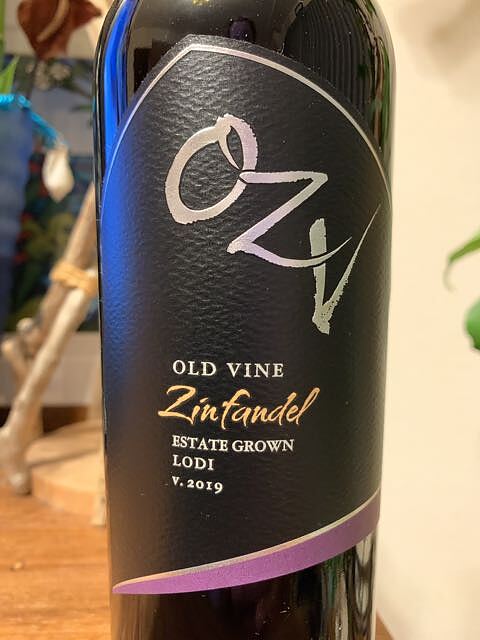 OZV
OLD VINE
Zinfandel
ESTATE GROWN
LODI
V. 2019